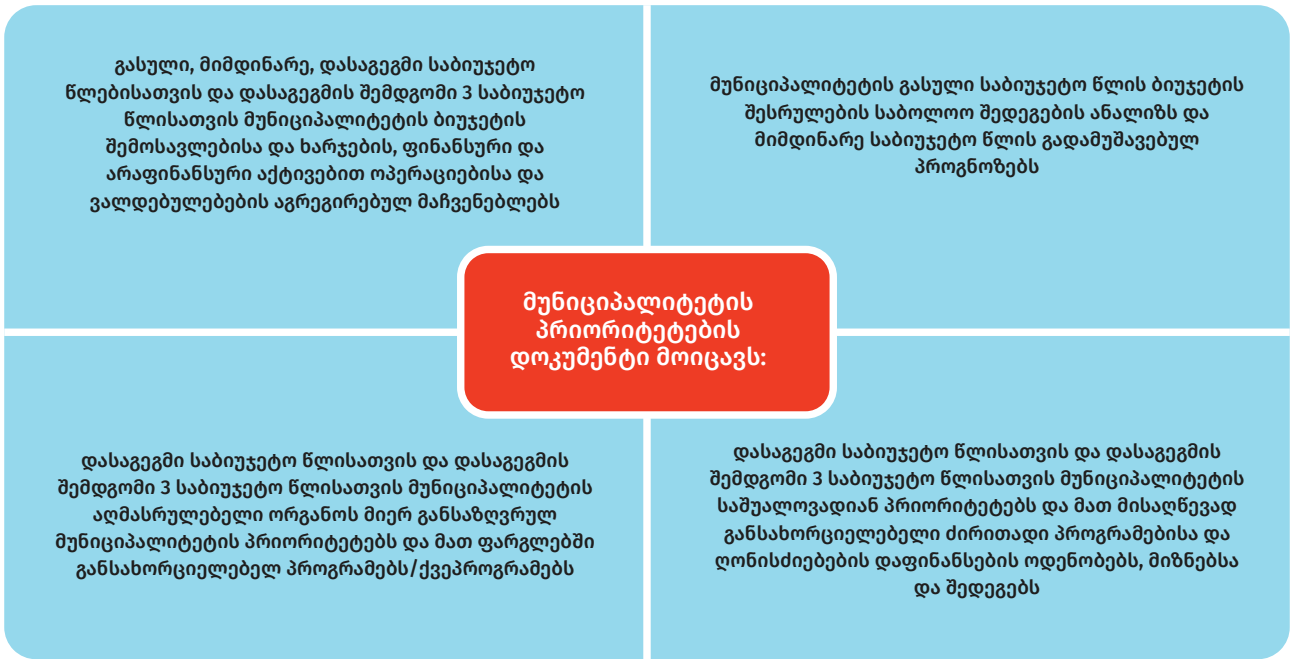 გასული, მიმდინარე, დასაგეგმი საბიუჯეტო
წლებისათვის და დასაგეგმის შემდგომი 3 საბიუჯეტო
წლისათვის მუნიციპალიტეტის ბიუჯეტის
შემოსავლებისა და ხარჯების, ფინანსური და
არაფინანსური აქტივებით ოპერაციებისა და
ვალდებულებების აგრეგირებულ მაჩვენებლებს
მუნიციპალიტეტის გასული საბიუჯეტო წლის ბიუჯეტის
შესრულების საბოლოო შედეგების ანალიზს და
მიმდინარე საბიუჯეტო წლის გადამუშავებულ
პროგნოზებს
მუნიციპალიტეტის
პრიორიტეტების
დოკუმენტი მოიცავს:
დასაგეგმი საბიუჯეტო წლისათვის და დასაგეგმის
შემდგომი 3 საბიუჯეტო წლისათვის მუნიციპალიტეტის
აღმასრულებელი ორგანოს მიერ განსაზღვრულ
მუნიციპალიტეტის პრიორიტეტებს და მათ ფარგლებში
განსახორციელებელ პროგრამებს/ქვეპროგრამებს
დასაგეგმი საბიუჯეტო წლისათვის და დასაგეგმის
შემდგომი 3 საბიუჯეტო წლისათვის მუნიციპალიტეტის
საშუალოვადიან პრიორიტეტებს და მათ მისაღწევად
განსახორციელებელი ძირითადი პროგრამებისა და
ღონისძიებების დაფინანსების ოდენობებს, მიზნებსა
და შედეგებს